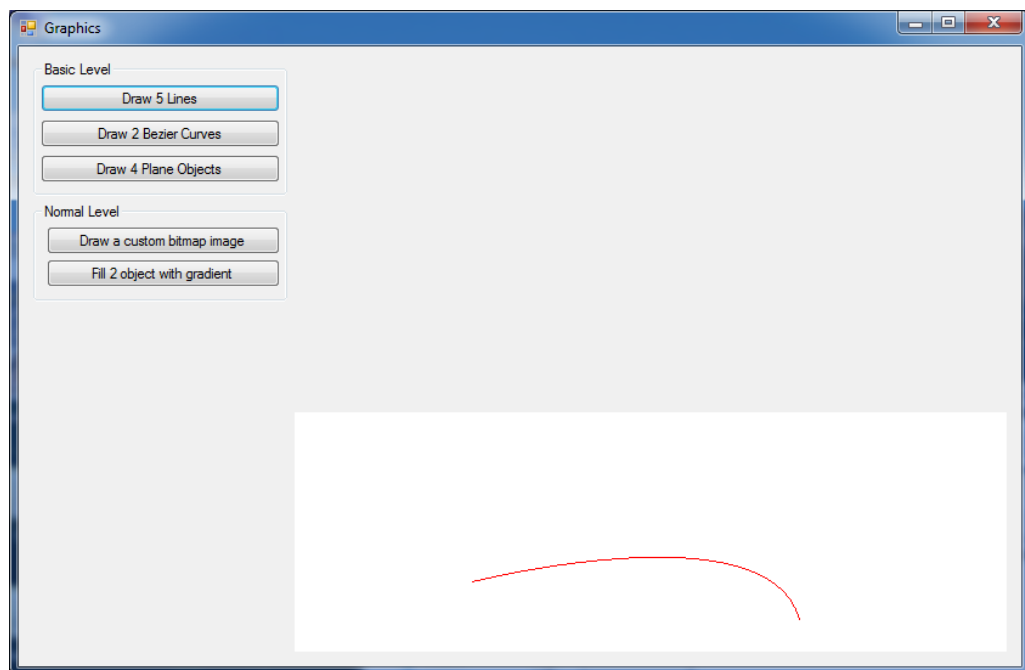 Graphics
Basic Level
Draw 5 Lines
Draw 2 Bezier Curves
Draw 4 Plane Objects
Normal Level
Draw a custom bitmap image
Fill 2 object with gradient